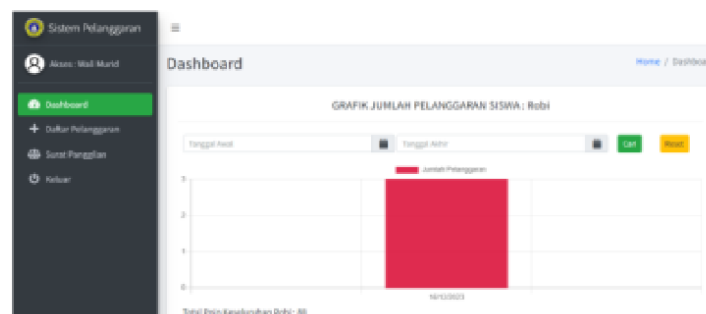 Sistem Pelanggaran
Akses : Wali Murid
Dashboard
Daftar Pelanggaran
Surat Panggilan
Keluar
Dashboard
Home / Dashboa
GRAFIK JUMLAH PELANGGARAN SISWA : Robi
Tanggal Awal
Tanggal Akhir
Cari
Reset
Jumlah Pelanggaran
3
2
1
0
Total Poin Keseluruhan Robi :